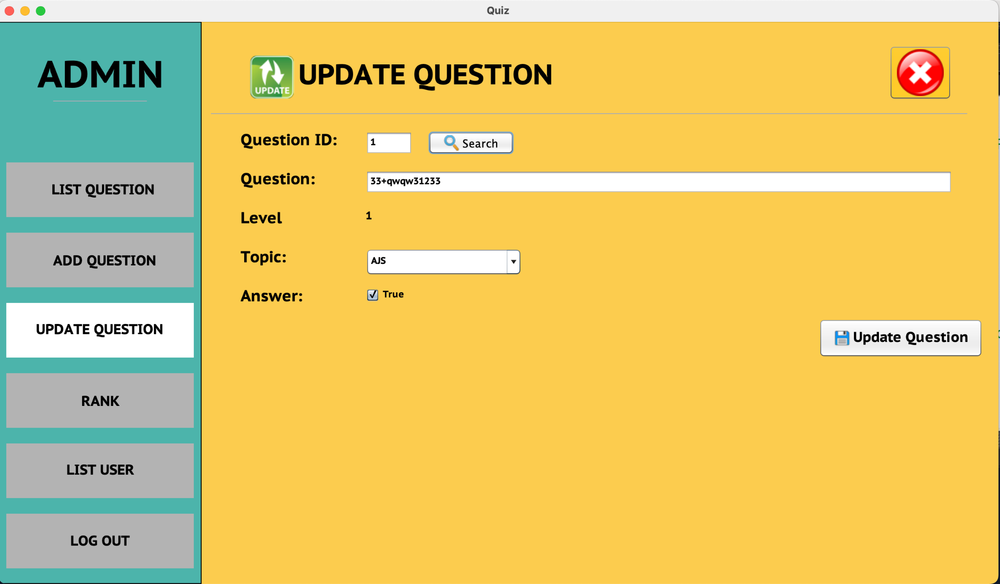 Quiz
ADMIN
LIST QUESTION
ADD QUESTION
UPDATE QUESTION
RANK
LIST USER
LOG OUT
UPDATE
UPDATE QUESTION
Question ID:
1
Search
Question:
33+qwqw31233
Level
1
Topic:
AJS
Answer:
True
Update Question